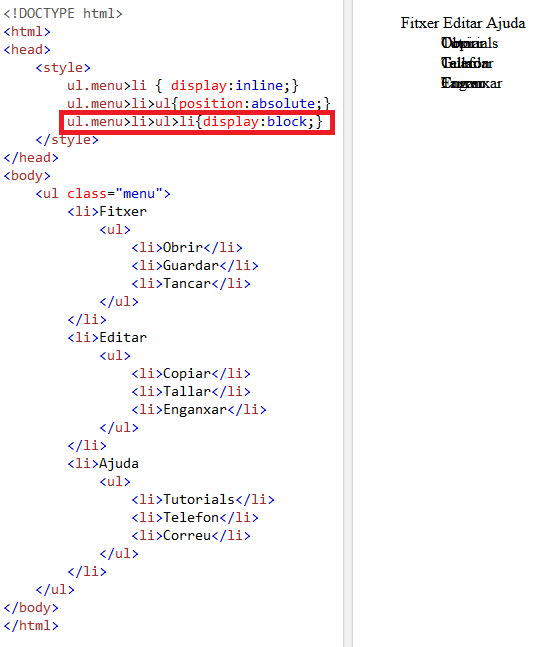 <!DOCTYPE html>
<html>
<head>
<style>
ul.menu>li { display:inline;}
ul.menu>li>ul{position:absolute;}
ul.menu>li>ul>li{display:block;}
</style>
</head>
<body>
<ul class="menu">
<li>Fitxer
<ul>
<li>Obrir</li>
<li>Guardar</li>
<li>Tancar</li>
</ul>
</li>
<li>Editar
<ul>
<li>Copiar</li>
<li>Tallar</li>
<li>Enganxar</li>
</ul>
</li>
<li>Ajuda
<ul>
<li>Tutorials</li>
<li>Telefon</li>
<li>Correu</li>
</ul>
</li>
</ul>
</body>
</html>
Fitxer Editar Ajuda